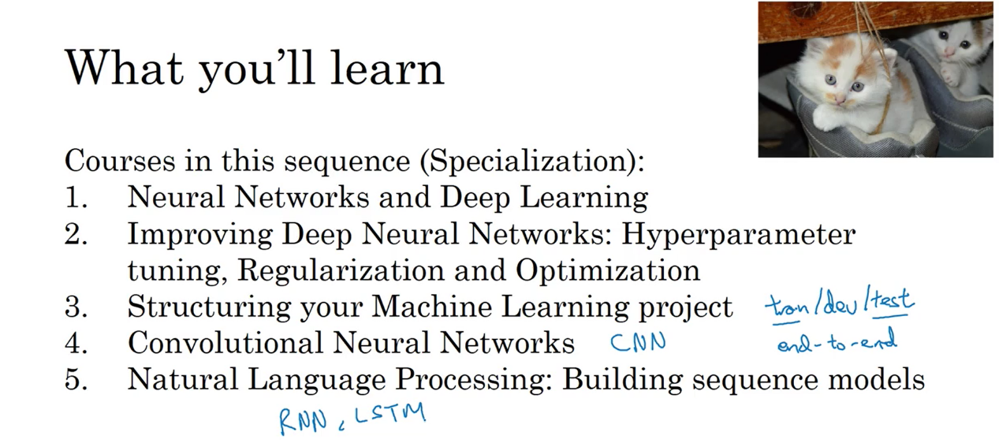 What you'll learn
Courses in this sequence (Specialization):
1. Neural Networks and Deep Learning
2. Improving Deep Neural Networks: Hyperparameter
tuning, Regularization and Optimization
3. Structuring your Machine Learning project train/dev/test
4. Convolutional Neural Networks CNN end-to-end
5. Natural Language Processing: Building sequence models
RNN, LSTM